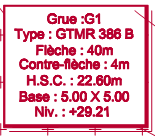 Grue :G1
Type : GTMR 386 B
Flèche : 40m
Contre-flèche : 4m
H.S.C. : 22.60m
Base : 5.00 X 5.00
Niv. : +29.21